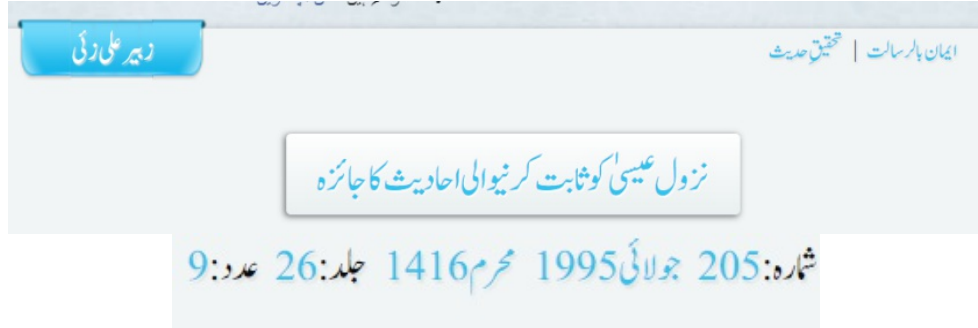 ایمان بالرسالت | تحقیقِ حدیث
زبیر علی زئی
نزول عیسیٰ کو ثابت کرنیوالی احادیث کا جائزہ
شمارہ:205 جولائی1995 محرم1416 جلد:26 عدد:9